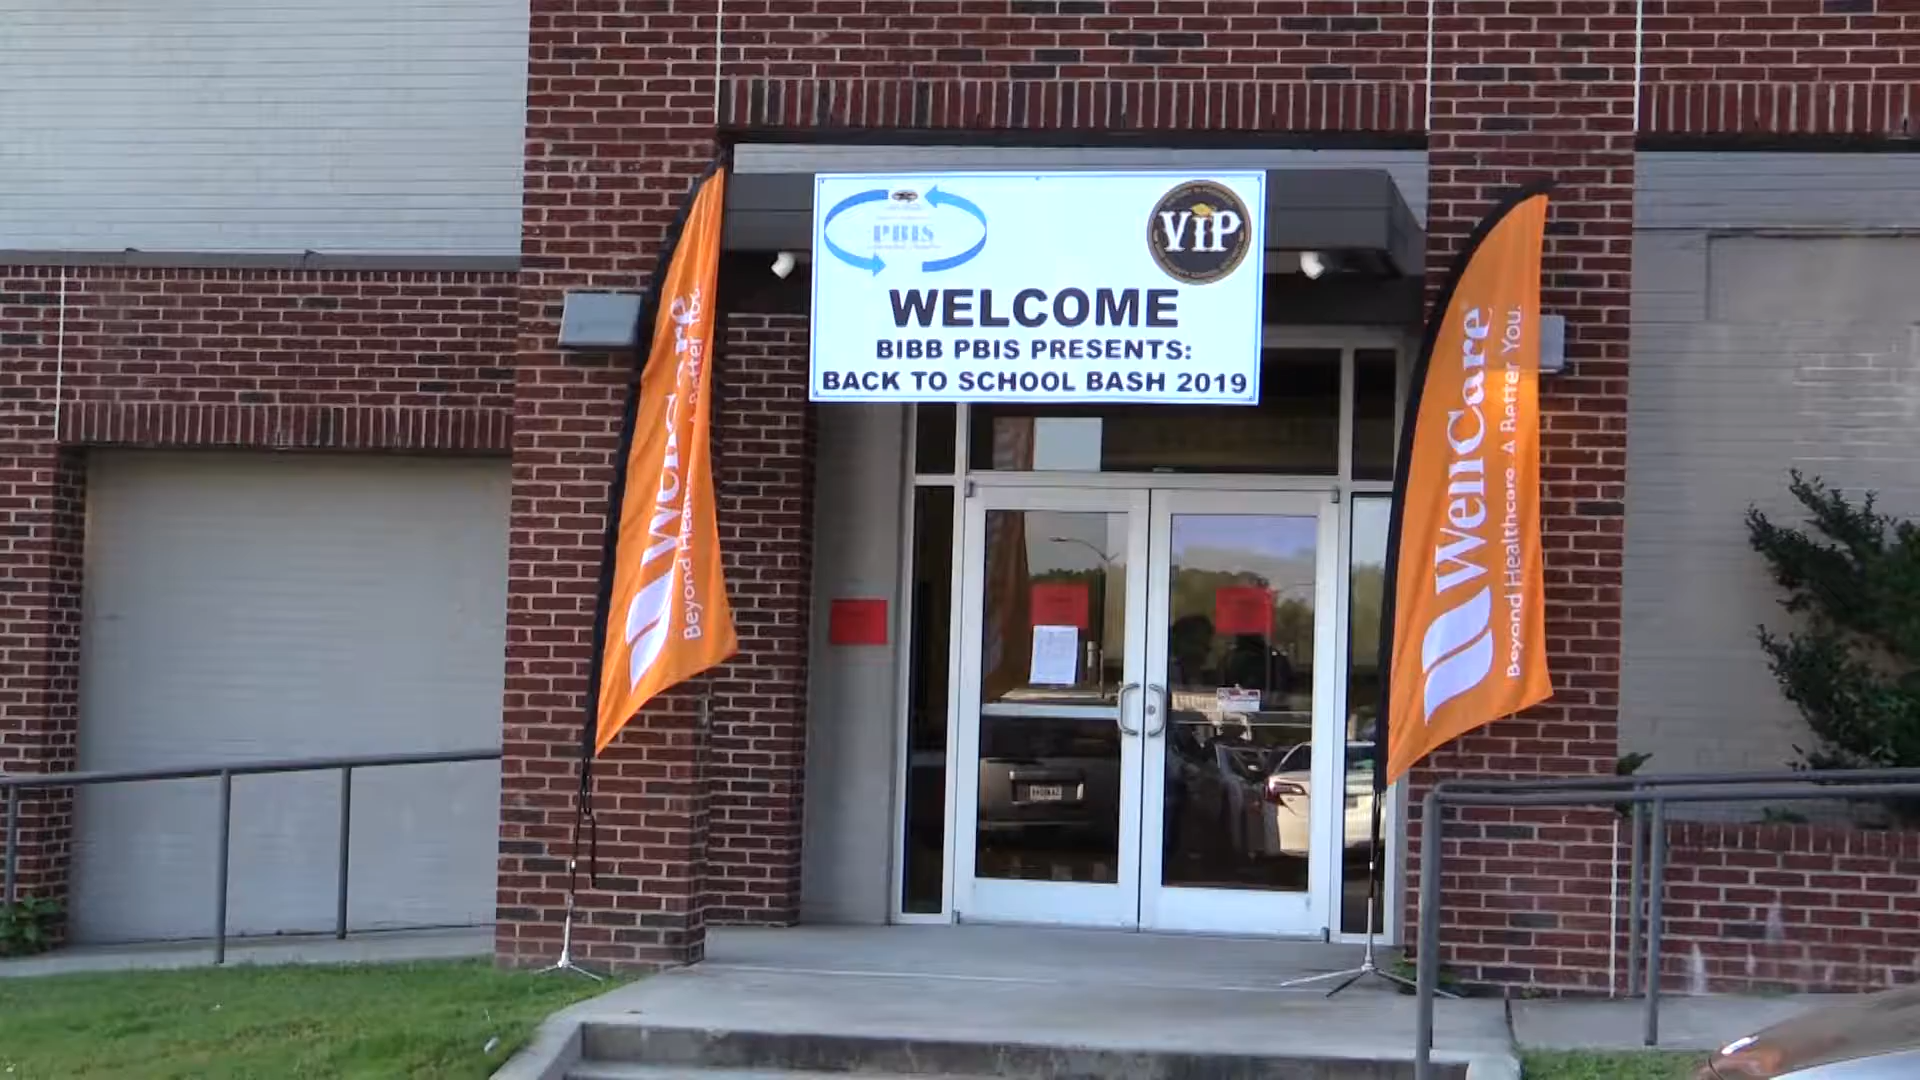 PBIS
VIP
WELCOME
BIBB PBIS PRESENTS:
BACK TO SCHOOL BASH 2019
WellCare
Beyond Healthcare. A Better You.
WellCare
Beyond Healthcare. A Better You.